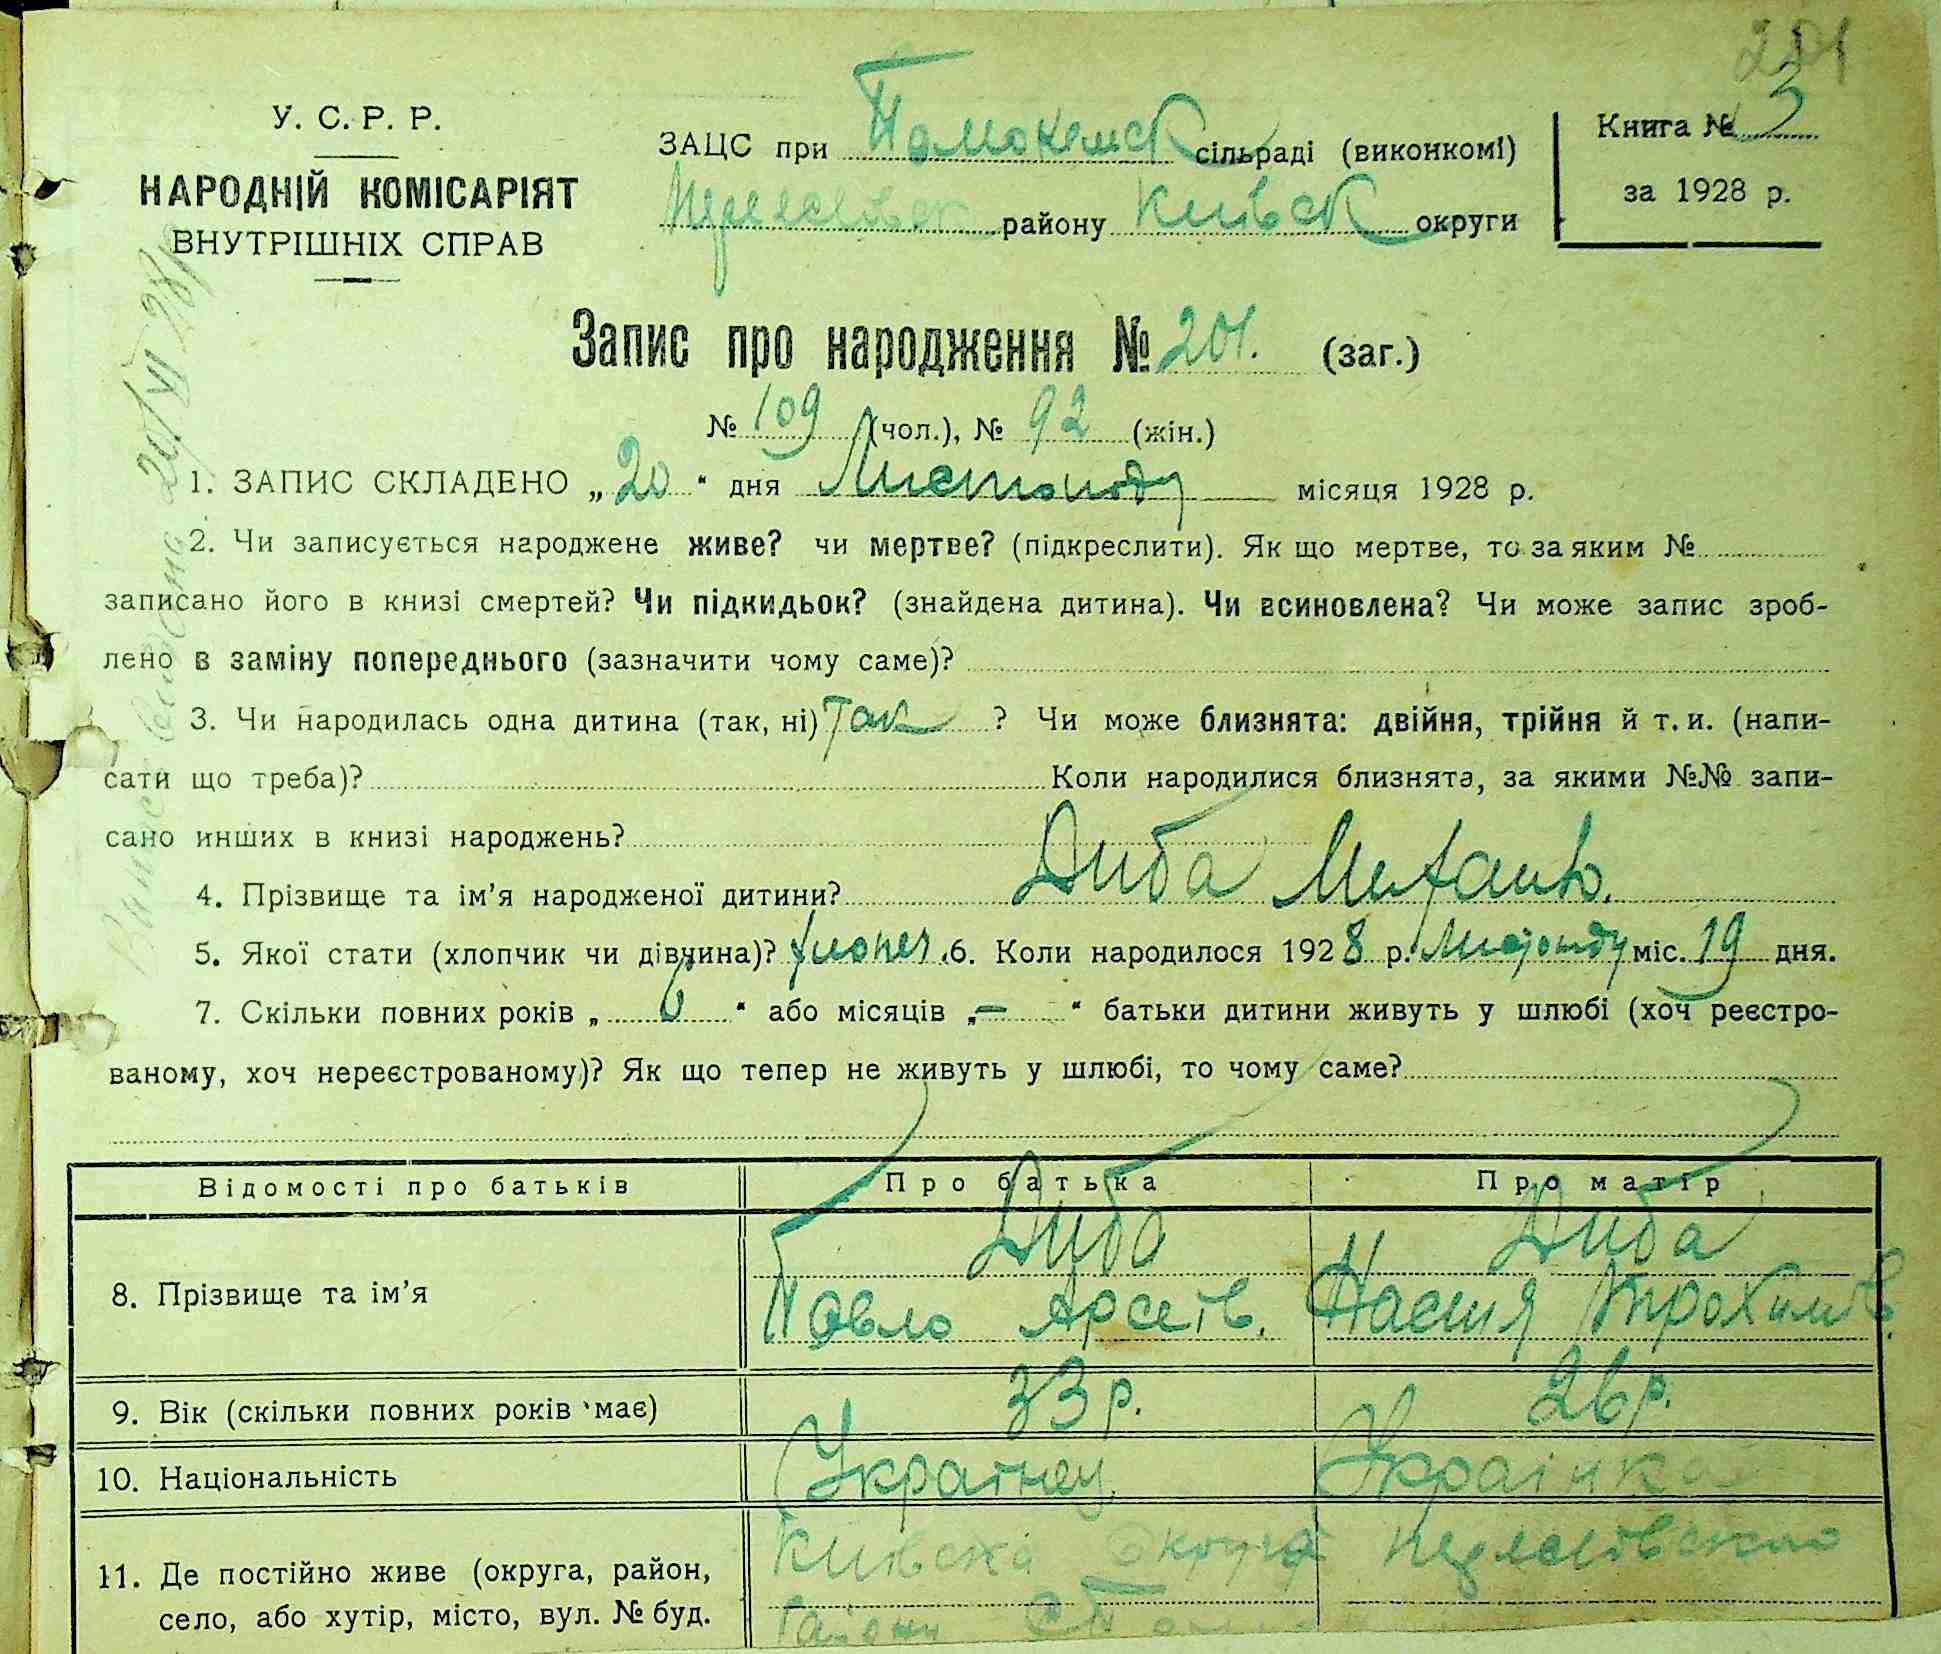 201
У. С. Р. Р.
НАРОДНІЙ КОМІСАРІЯТ
ВНУТРІШНІХ СПРАВ
ЗАЦС при Помокельск сільраді (виконкомі)
Переяслівськ району Київськ округи
Книга № 3
за 1928 р.
Запис про народження № 201. (заг.)
№ 109 (чол.), № 92 (жін.)
1. ЗАПИС СКЛАДЕНО „20“ дня Листопаду місяця 1928 р.
2. Чи записується народжене живе? чи мертве? (підкреслити). Як що мертве, то за яким №
записано його в книзі смертей? Чи підкидьок? (знайдена дитина). Чи всиновлена? Чи може запис зроб-
лено в заміну попереднього (зазначити чому саме)?
3. Чи народилась одна дитина (так, ні) Так ? Чи може близнята: двійня, трійня й т. и. (напи-
сати що треба)? Коли народилися близнята, за якими №№ запи-
сано инших в книзі народжень?
4. Прізвище та ім’я народженої дитини? Диба Михайло.
5. Якої стати (хлопчик чи дівчина)? хлопец. 6. Коли народилося 1928 р. Листопаду міс. 19 дня.
7. Скільки повних років „6“ або місяців „—“ батьки дитини живуть у шлюбі (хоч реєстро-
ваному, хоч нереєстрованому)? Як що тепер не живуть у шлюбі, то чому саме?
Відомості про батьків Про батька Про матір
8. Прізвище та ім’я Диба Павло Арсетів. Диба Настя Трохимів.
9. Вік (скільки повних років має) 33 р. 26 р.
10. Національність Українец Українка
11. Де постійно живе (округа, район, Київська Округа Переяслівского
село, або хутір, місто, вул. № буд. Району